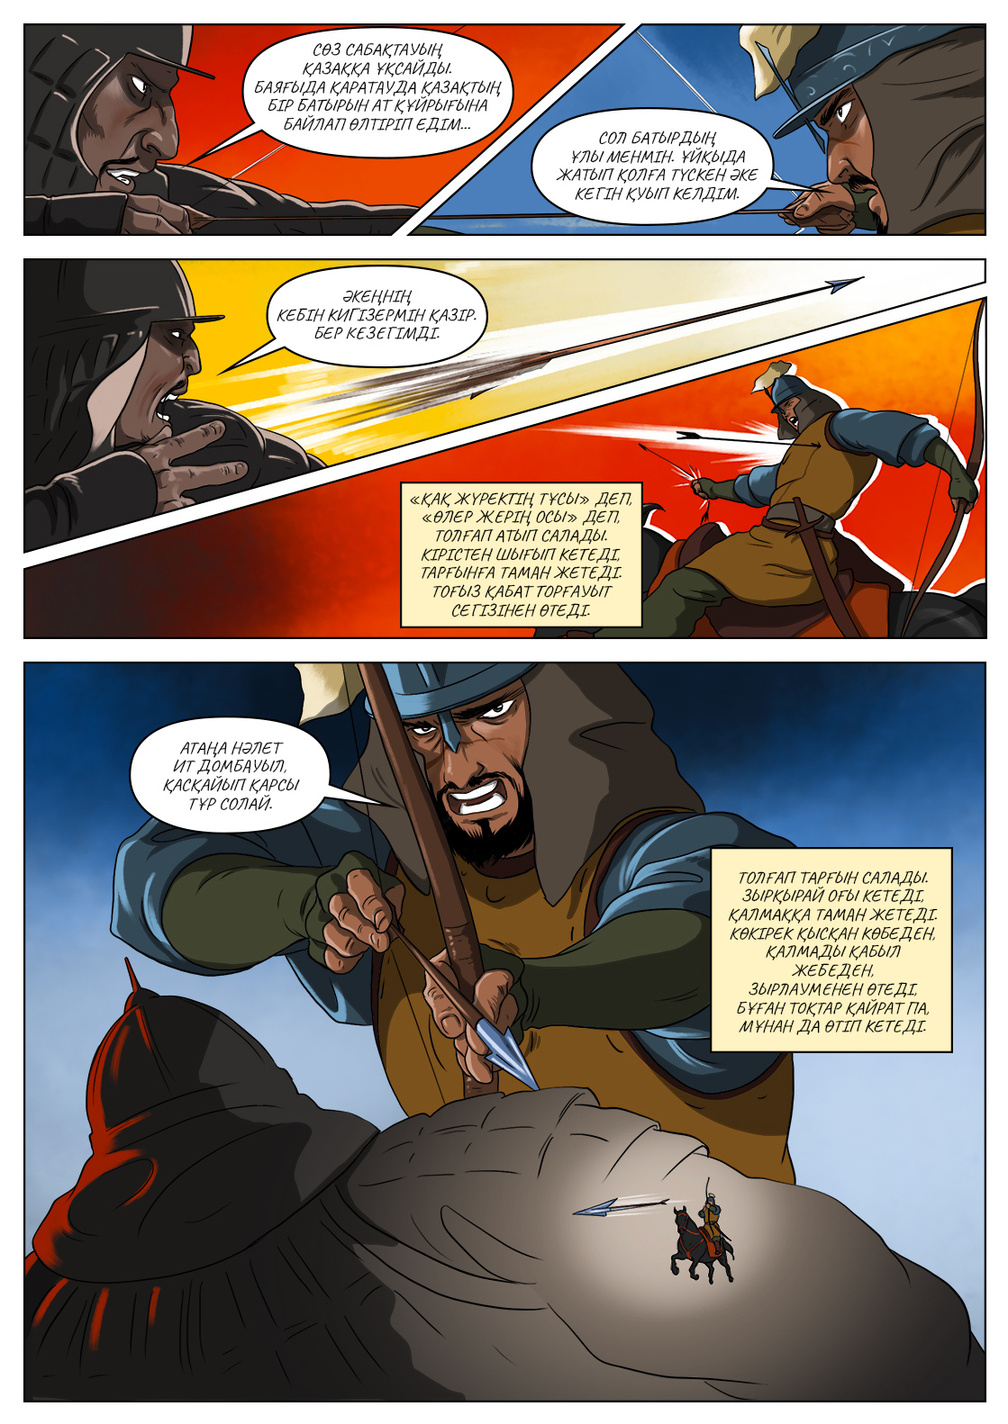 СӨЗ САБАҚТАУЫҢ
ҚАЗАҚҚА ҰҚСАЙДЫ.
БАЯҒЫДА ҚАРАТАУДА ҚАЗАҚТЫҢ
БІР БАТЫРЫН АТ ҚҰЙРЫҒЫНА
БАЙЛАП ӨЛТІРІП ЕДІМ...
СОЛ БАТЫРДЫҢ
ҰЛЫ МЕНМІН. ҰЙҚЫДА
ЖАТЫП ҚОЛҒА ТҮСКЕН ӘКЕ
КЕГІН ҚУЫП КЕЛДІМ.
ӘКЕҢНІҢ
КЕБІН КИГІЗЕРМІН ҚАЗІР.
БЕР КЕЗЕГІМДІ.
«ҚАҚ ЖҮРЕКТІҢ ТҰСЫ» ДЕП,
«ӨЛЕР ЖЕРІҢ ОСЫ» ДЕП,
ТОЛҒАП АТЫП САЛАДЫ.
КІРІСТЕН ШЫҒЫП КЕТЕДІ,
ТАРҒЫНҒА ТАМАН ЖЕТЕДІ.
ТОҒЫЗ ҚАБАТ ТОРҒАУЫТ
СЕГІЗІНЕН ӨТЕДІ.
АТАҢА НӘЛЕТ
ИТ ДОМБАУЫЛ,
ҚАСҚАЙЫП ҚАРСЫ
ТҰР СОЛАЙ.
ТОЛҒАП ТАРҒЫН САЛАДЫ.
ЗЫРҚЫРАЙ ОҒЫ КЕТЕДІ,
ҚАЛМАҚҚА ТАМАН ЖЕТЕДІ.
КӨКІРЕК ҚЫСҚАН КӨБЕДЕН,
ҚАЛМАДЫ ҚАБЫЛ
ЖЕБЕДЕН,
ЗЫРЛАУМЕНЕН ӨТЕДІ.
БҰҒАН ТОҚТАР ҚАЙРАТ ПА,
МҰНАН ДА ӨТІП КЕТЕДІ.